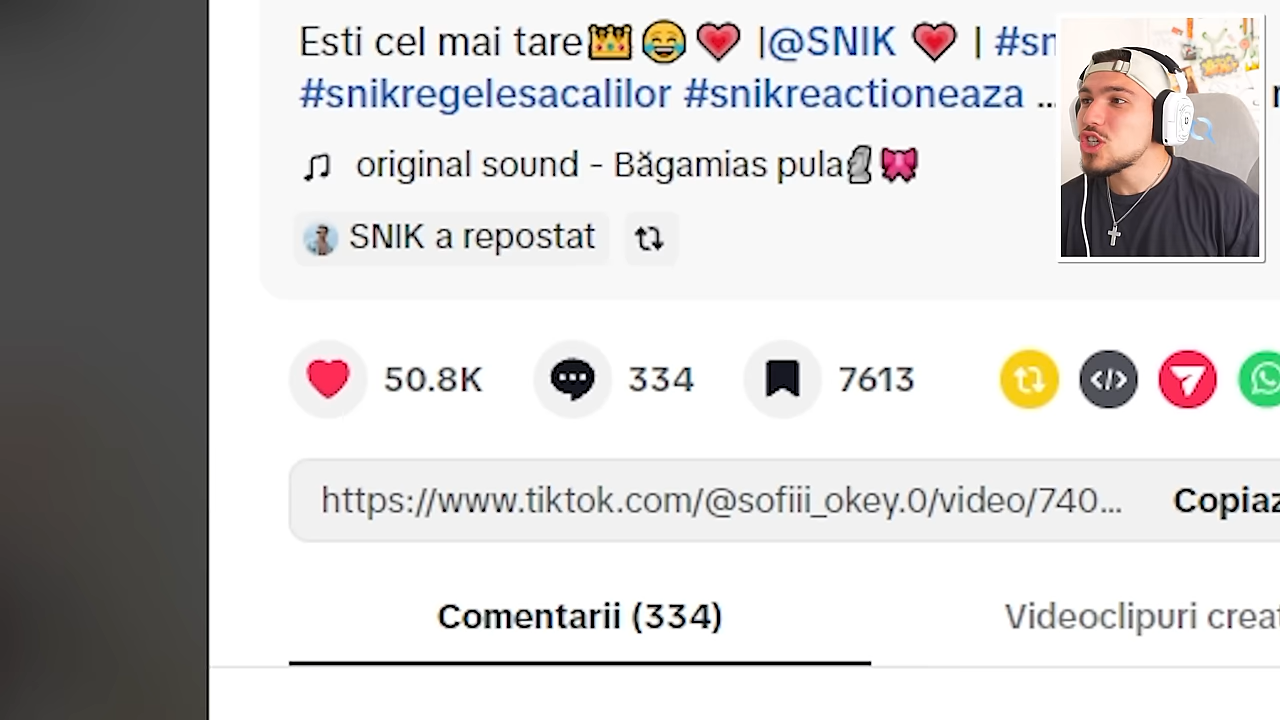 Esti cel mai tare👑😂❤️ |@SNIK ❤️ | #sn
#snikregelesacalilor #snikreactioneaza ...
original sound - Băgamias pula🗿🎀
SNIK a repostat
50.8K 334 7613
https://www.tiktok.com/@sofiii_okey.0/video/740...
Copiaz
Comentarii (334)
Videoclipuri creat